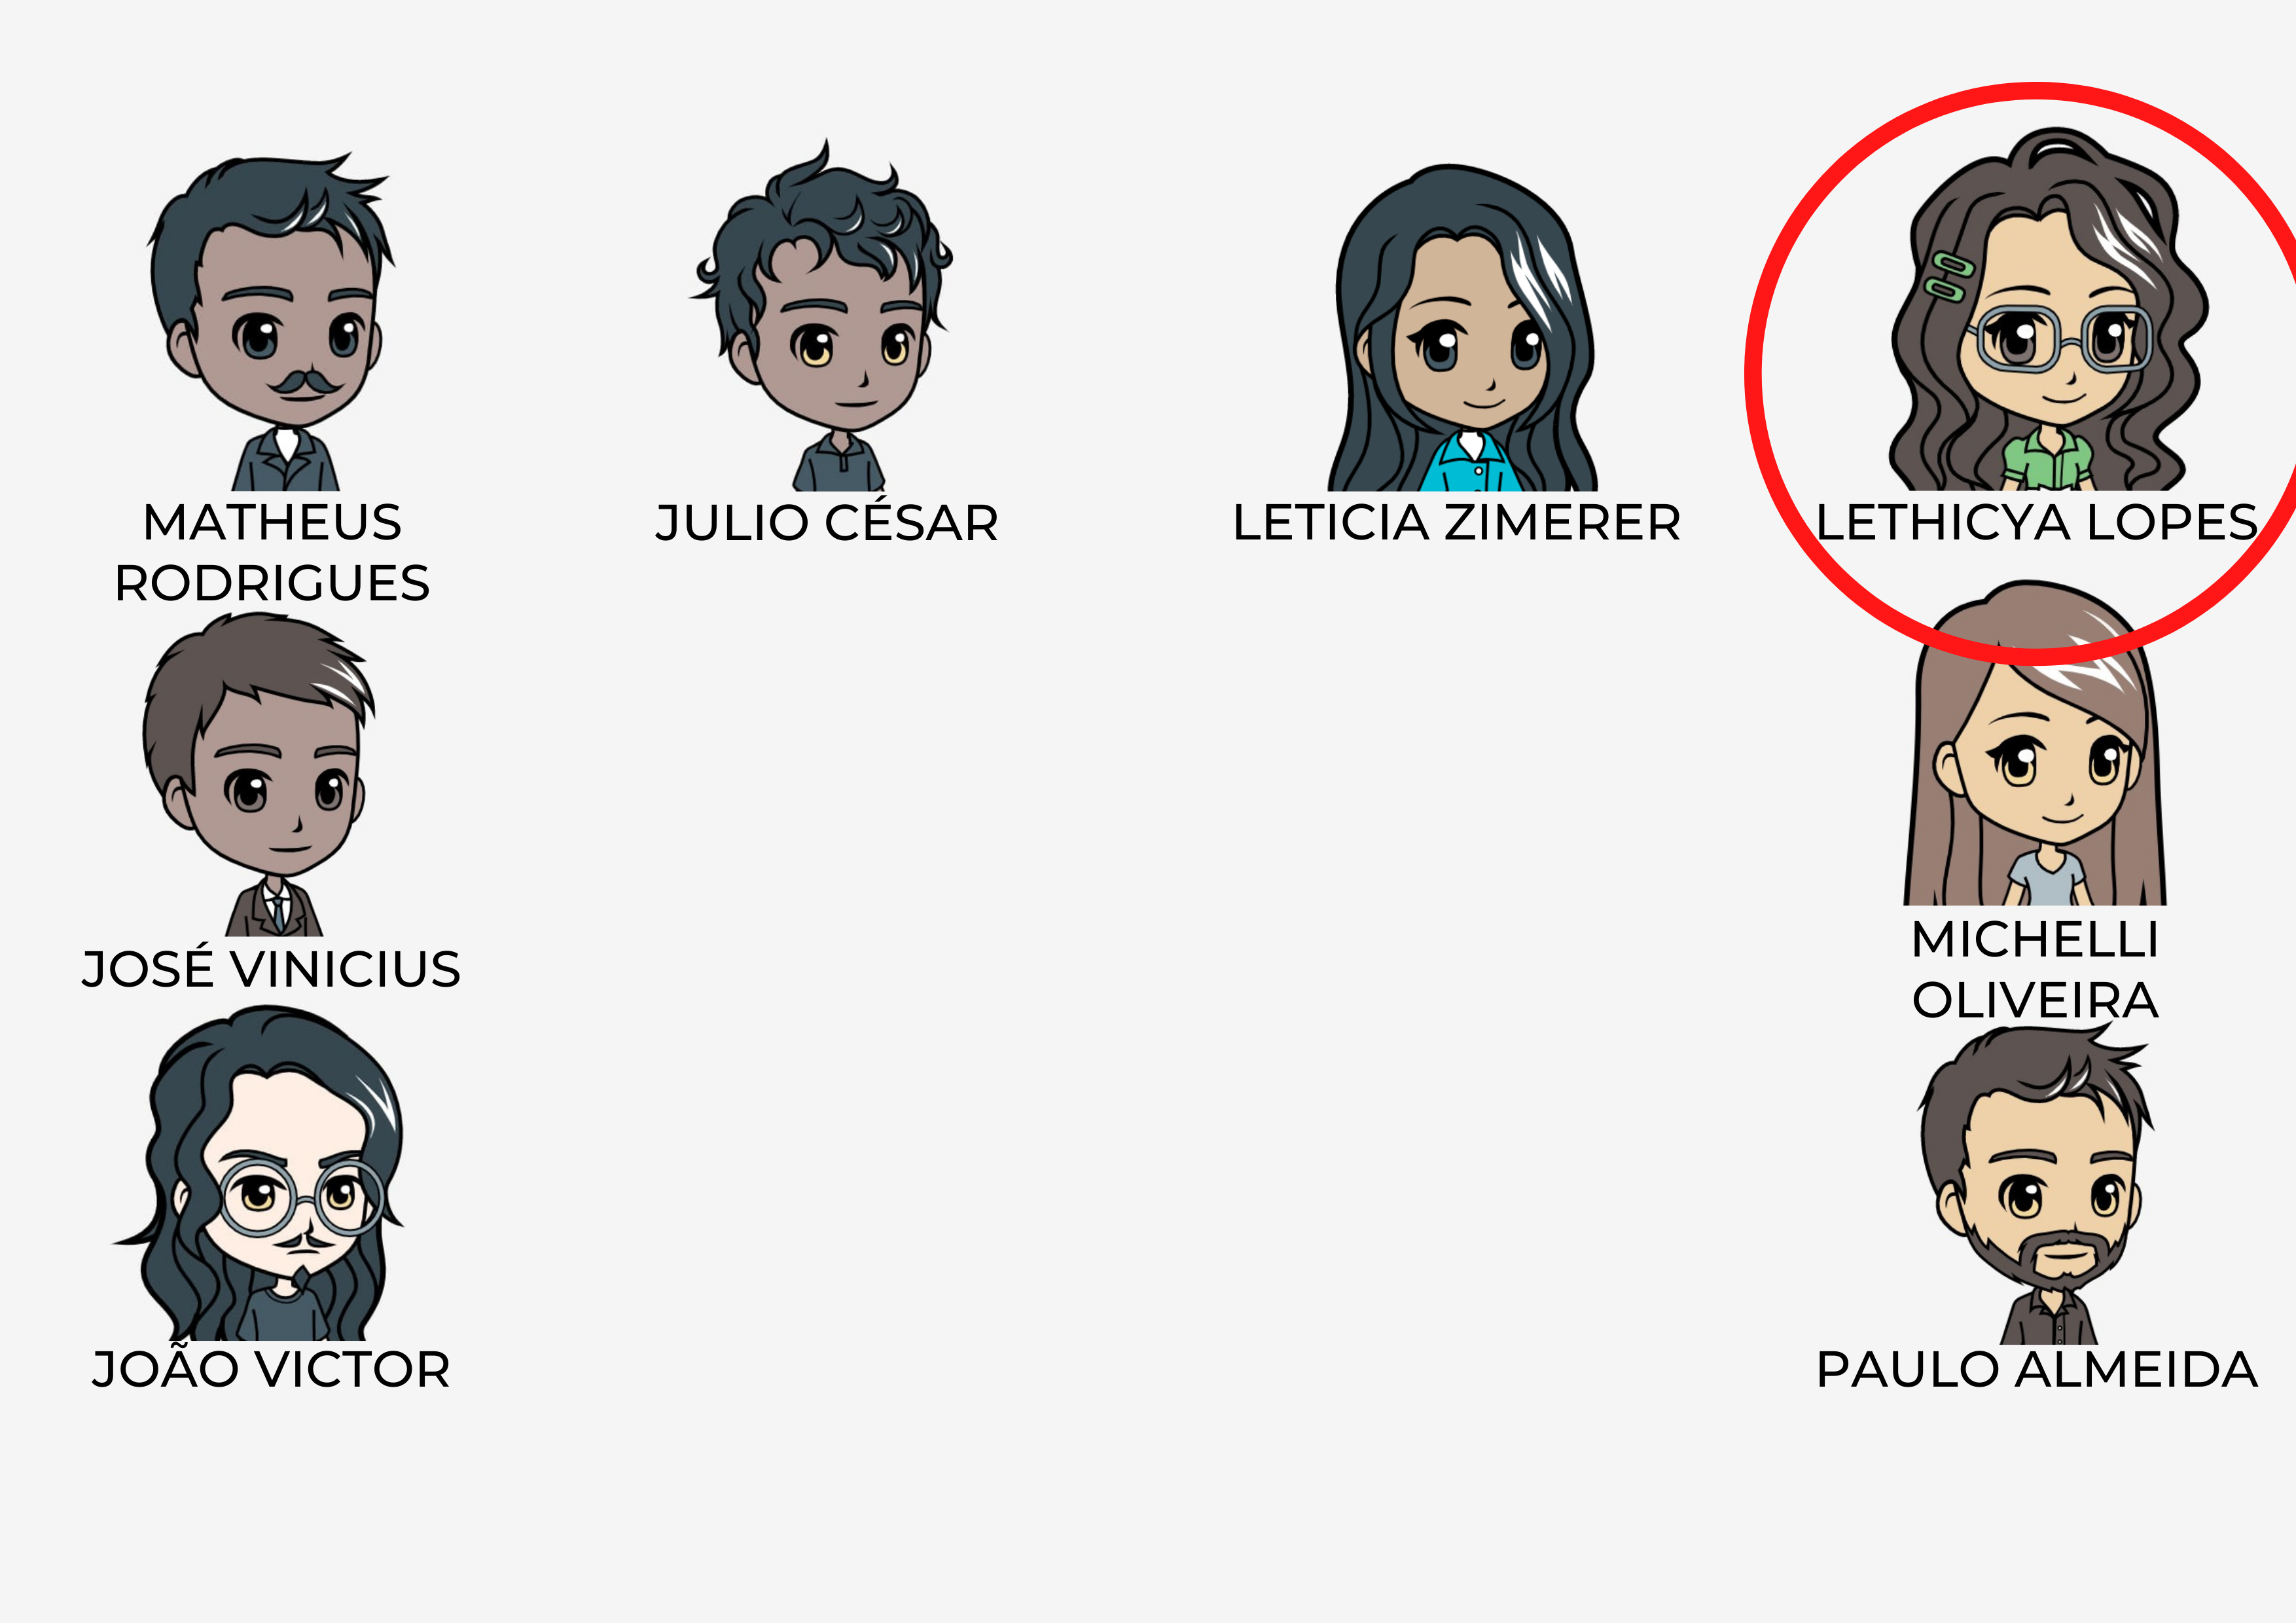 MATHEUS
RODRIGUES
JULIO CÉSAR
LETICIA ZIMERER
LETHICYA LOPES
JOSÉ VINICIUS
MICHELLI
OLIVEIRA
JOÃO VICTOR
PAULO ALMEIDA